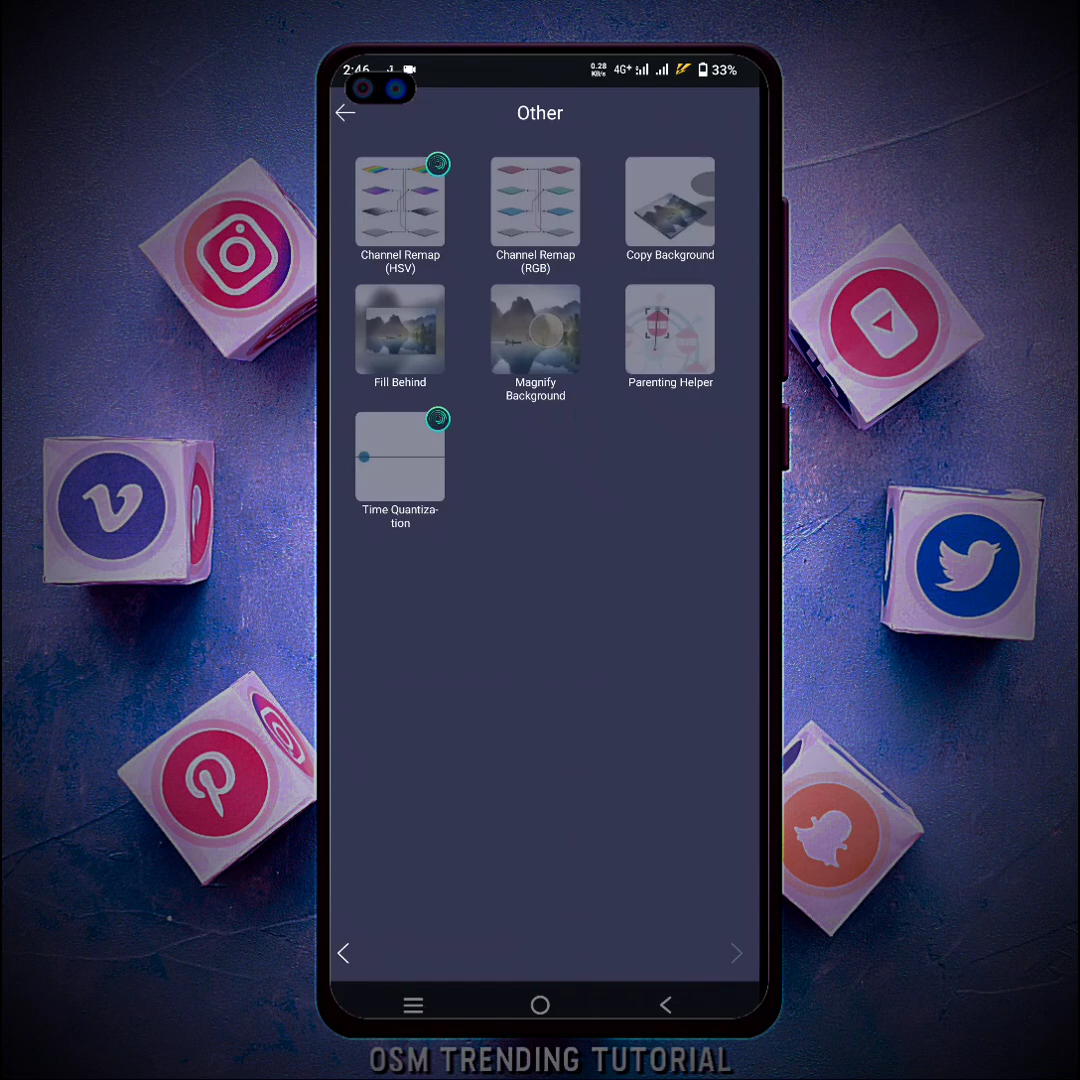 2:46
0.28
KB/s
4G+
33%
Other
Channel Remap
(HSV)
Channel Remap
(RGB)
Copy Background
Fill Behind
Magnify
Background
Parenting Helper
Time Quantiza-
tion
OSM TRENDING TUTORIAL